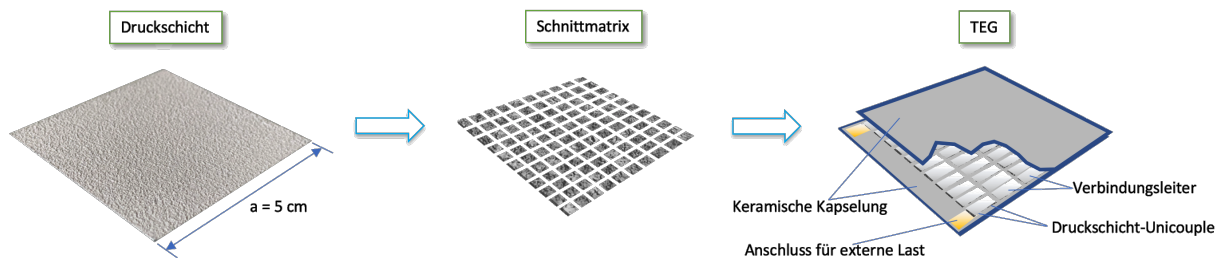 Druckschicht
Schnittmatrix
TEG
a = 5 cm
Keramische Kapselung
Verbindungsleiter
Druckschicht-Unicouple
Anschluss für externe Last